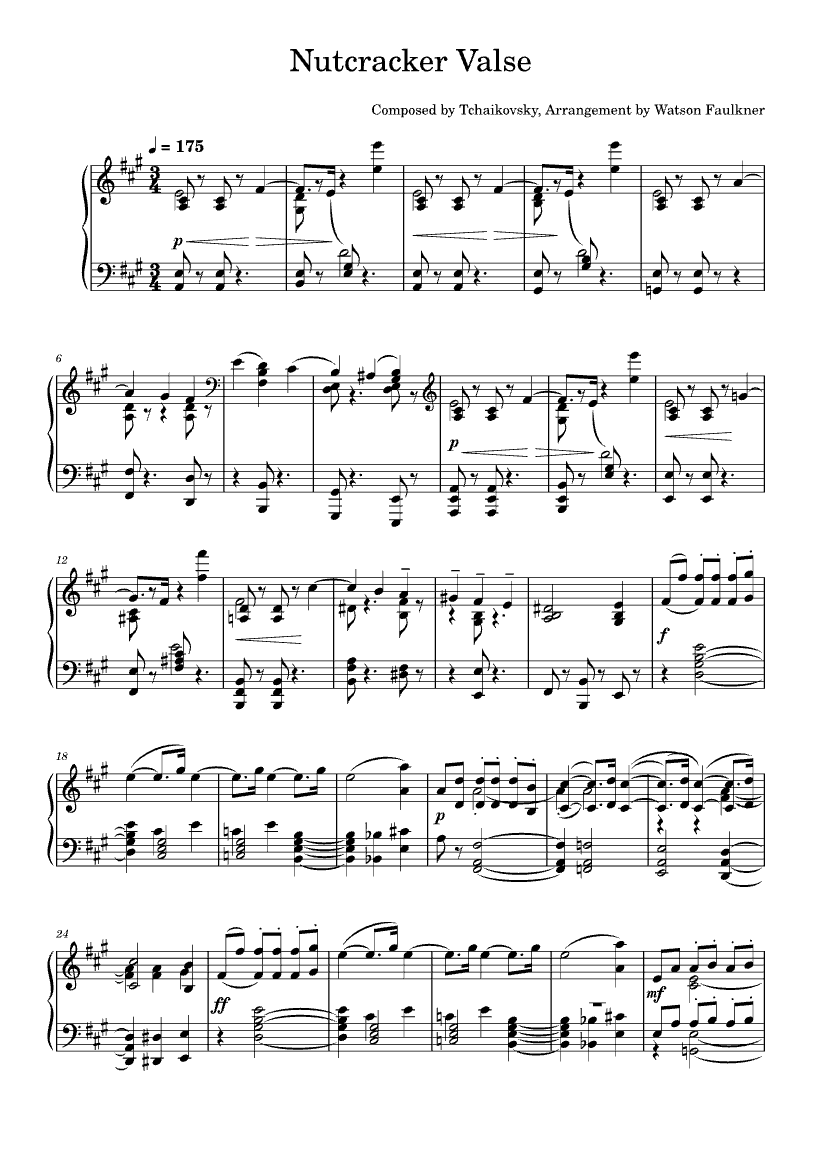 Nutcracker Valse
Composed by Tchaikovsky, Arrangement by Watson Faulkner
♩ = 175
3/4
p
3/4
6
p
12
f
18
p
24
ff
mf